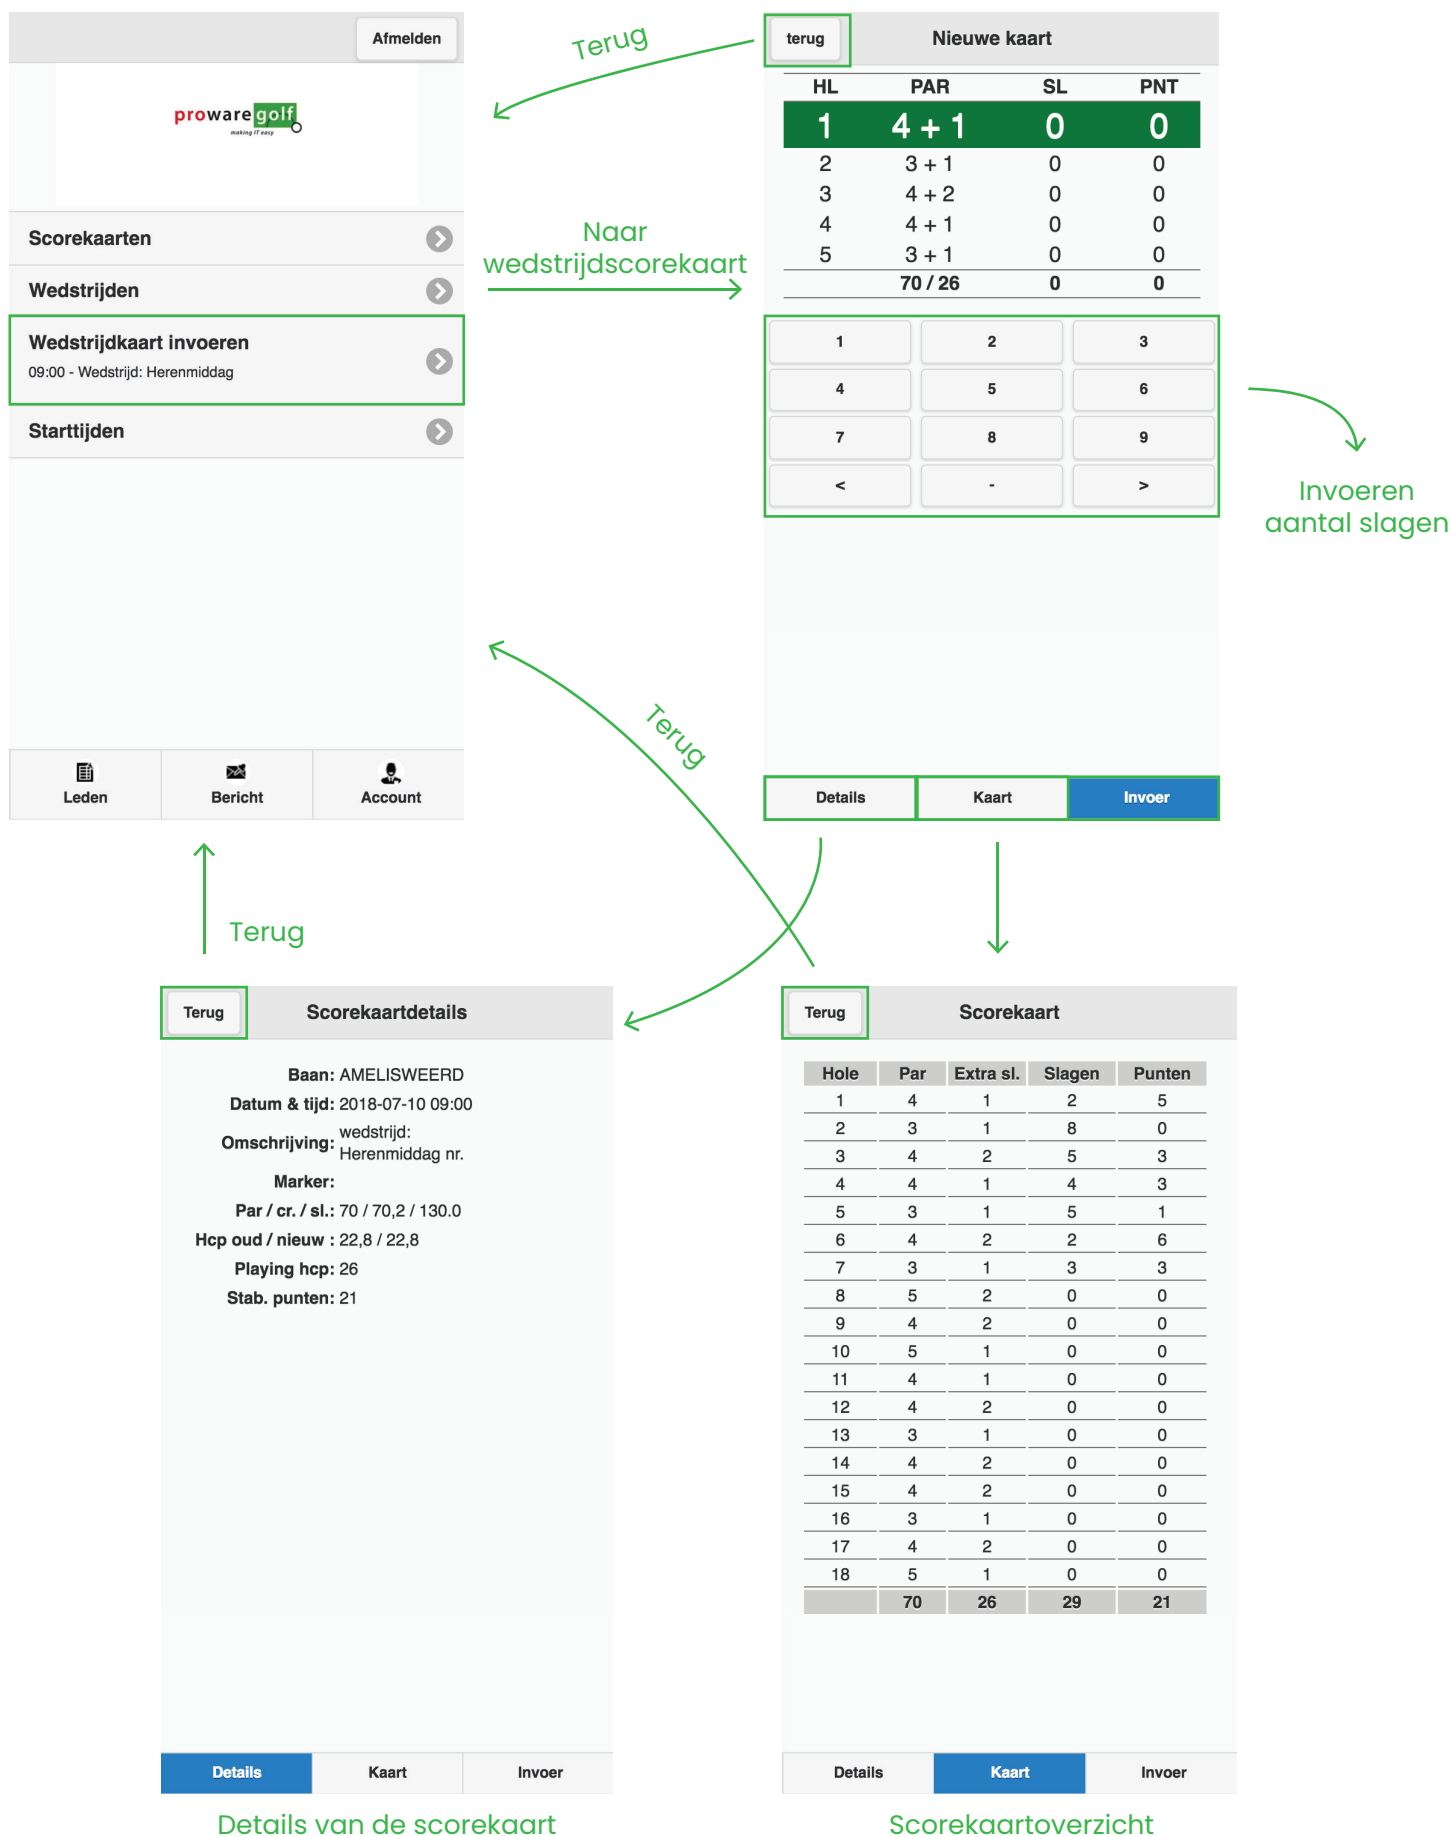 Afmelden
prowaregolf
making IT easy
Scorekaarten
Wedstrijden
Wedstrijdkaart invoeren
09:00 - Wedstrijd: Herenmiddag
Starttijden
Leden Bericht Account
Terug
Naar
wedstrijdscorekaart
terug Nieuwe kaart
HL PAR SL PNT
1 4 + 1 0 0
2 3 + 1 0 0
3 4 + 2 0 0
4 4 + 1 0 0
5 3 + 1 0 0
70 / 26 0 0
1 2 3
4 5 6
7 8 9
< - >
Invoeren
aantal slagen
Details Kaart Invoer
Terug
Terug
Terug Scorekaartdetails
Baan: AMELISWEERD
Datum & tijd: 2018-07-10 09:00
Omschrijving: wedstrijd:
Herenmiddag nr.
Marker:
Par / cr. / sl.: 70 / 70,2 / 130.0
Hcp oud / nieuw : 22,8 / 22,8
Playing hcp: 26
Stab. punten: 21
Details Kaart Invoer
Details van de scorekaart
Terug Scorekaart
Hole Par Extra sl. Slagen Punten
1 4 1 2 5
2 3 1 8 0
3 4 2 5 3
4 4 1 4 3
5 3 1 5 1
6 4 2 2 6
7 3 1 3 3
8 5 2 0 0
9 4 2 0 0
10 5 1 0 0
11 4 1 0 0
12 4 2 0 0
13 3 1 0 0
14 4 2 0 0
15 4 2 0 0
16 3 1 0 0
17 4 2 0 0
18 5 1 0 0
70 26 29 21
Details Kaart Invoer
Scorekaartoverzicht